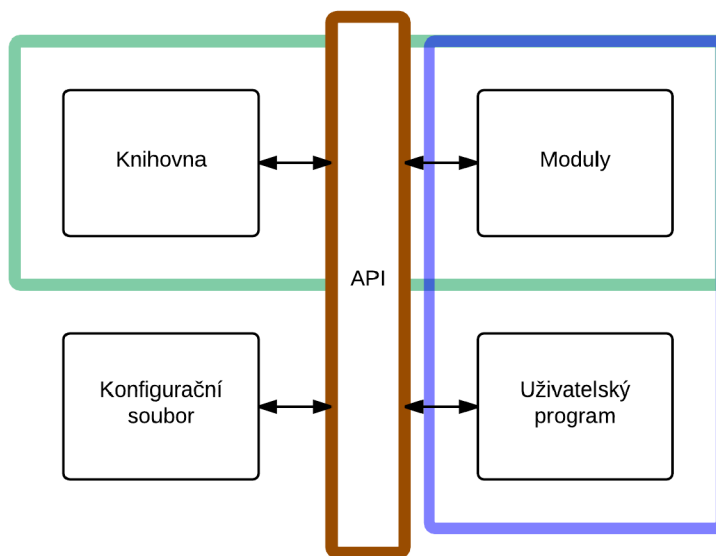 Knihovna
Moduly
API
Konfigurační
soubor
Uživatelský
program